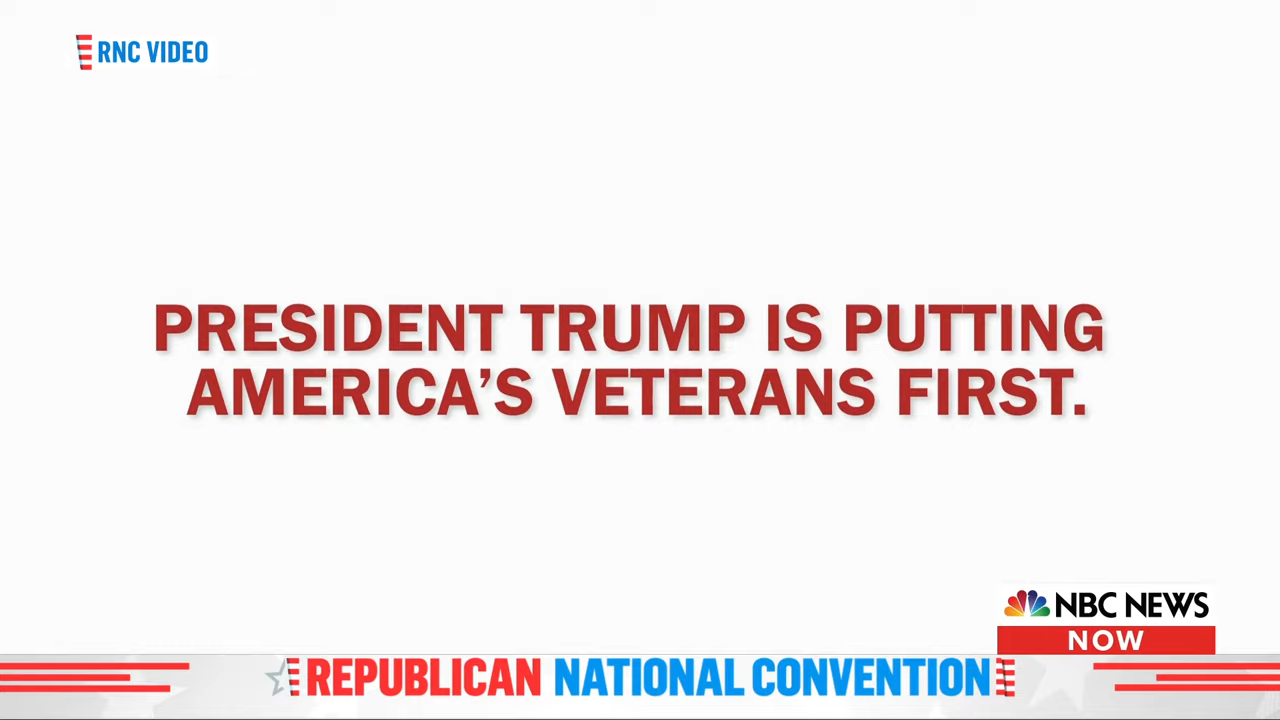 RNC VIDEO
PRESIDENT TRUMP IS PUTTING
AMERICA’S VETERANS FIRST.
NBC NEWS
NOW
REPUBLICAN NATIONAL CONVENTION